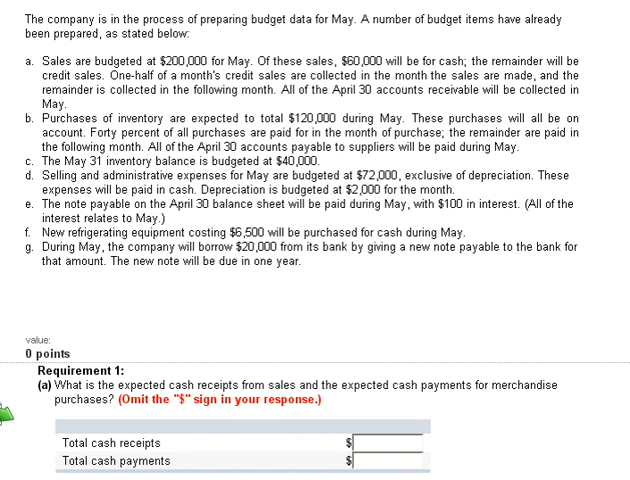 The company is in the process of preparing budget data for May. A number of budget items have already
been prepared, as stated below:
a. Sales are budgeted at $200,000 for May. Of these sales, $60,000 will be for cash; the remainder will be
credit sales. One-half of a month's credit sales are collected in the month the sales are made, and the
remainder is collected in the following month. All of the April 30 accounts receivable will be collected in
May.
b. Purchases of inventory are expected to total $120,000 during May. These purchases will all be on
account. Forty percent of all purchases are paid for in the month of purchase; the remainder are paid in
the following month. All of the April 30 accounts payable to suppliers will be paid during May.
c. The May 31 inventory balance is budgeted at $40,000.
d. Selling and administrative expenses for May are budgeted at $72,000, exclusive of depreciation. These
expenses will be paid in cash. Depreciation is budgeted at $2,000 for the month.
e. The note payable on the April 30 balance sheet will be paid during May, with $100 in interest. (All of the
interest relates to May.)
f. New refrigerating equipment costing $6,500 will be purchased for cash during May.
g. During May, the company will borrow $20,000 from its bank by giving a new note payable to the bank for
that amount. The new note will be due in one year.
value:
0 points
Requirement 1:
(a) What is the expected cash receipts from sales and the expected cash payments for merchandise
purchases? (Omit the "$" sign in your response.)
Total cash receipts $
Total cash payments $